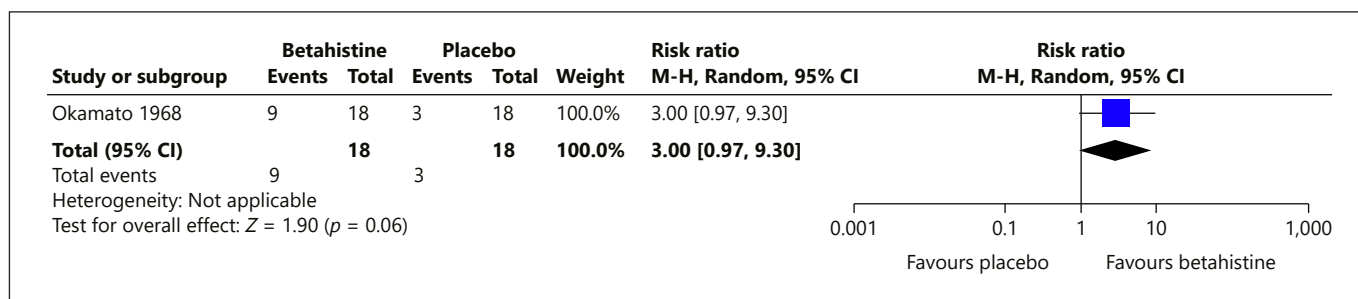 Betahistine Placebo Risk ratio Risk ratio
Study or subgroup Events Total Events Total Weight M-H, Random, 95% CI M-H, Random, 95% CI
Okamato 1968 9 18 3 18 100.0% 3.00 [0.97, 9.30]
Total (95% CI) 18 18 100.0% 3.00 [0.97, 9.30]
Total events 9 3
Heterogeneity: Not applicable
Test for overall effect: Z = 1.90 (p = 0.06)
0.001 0.1 1 10 1,000
Favours placebo Favours betahistine